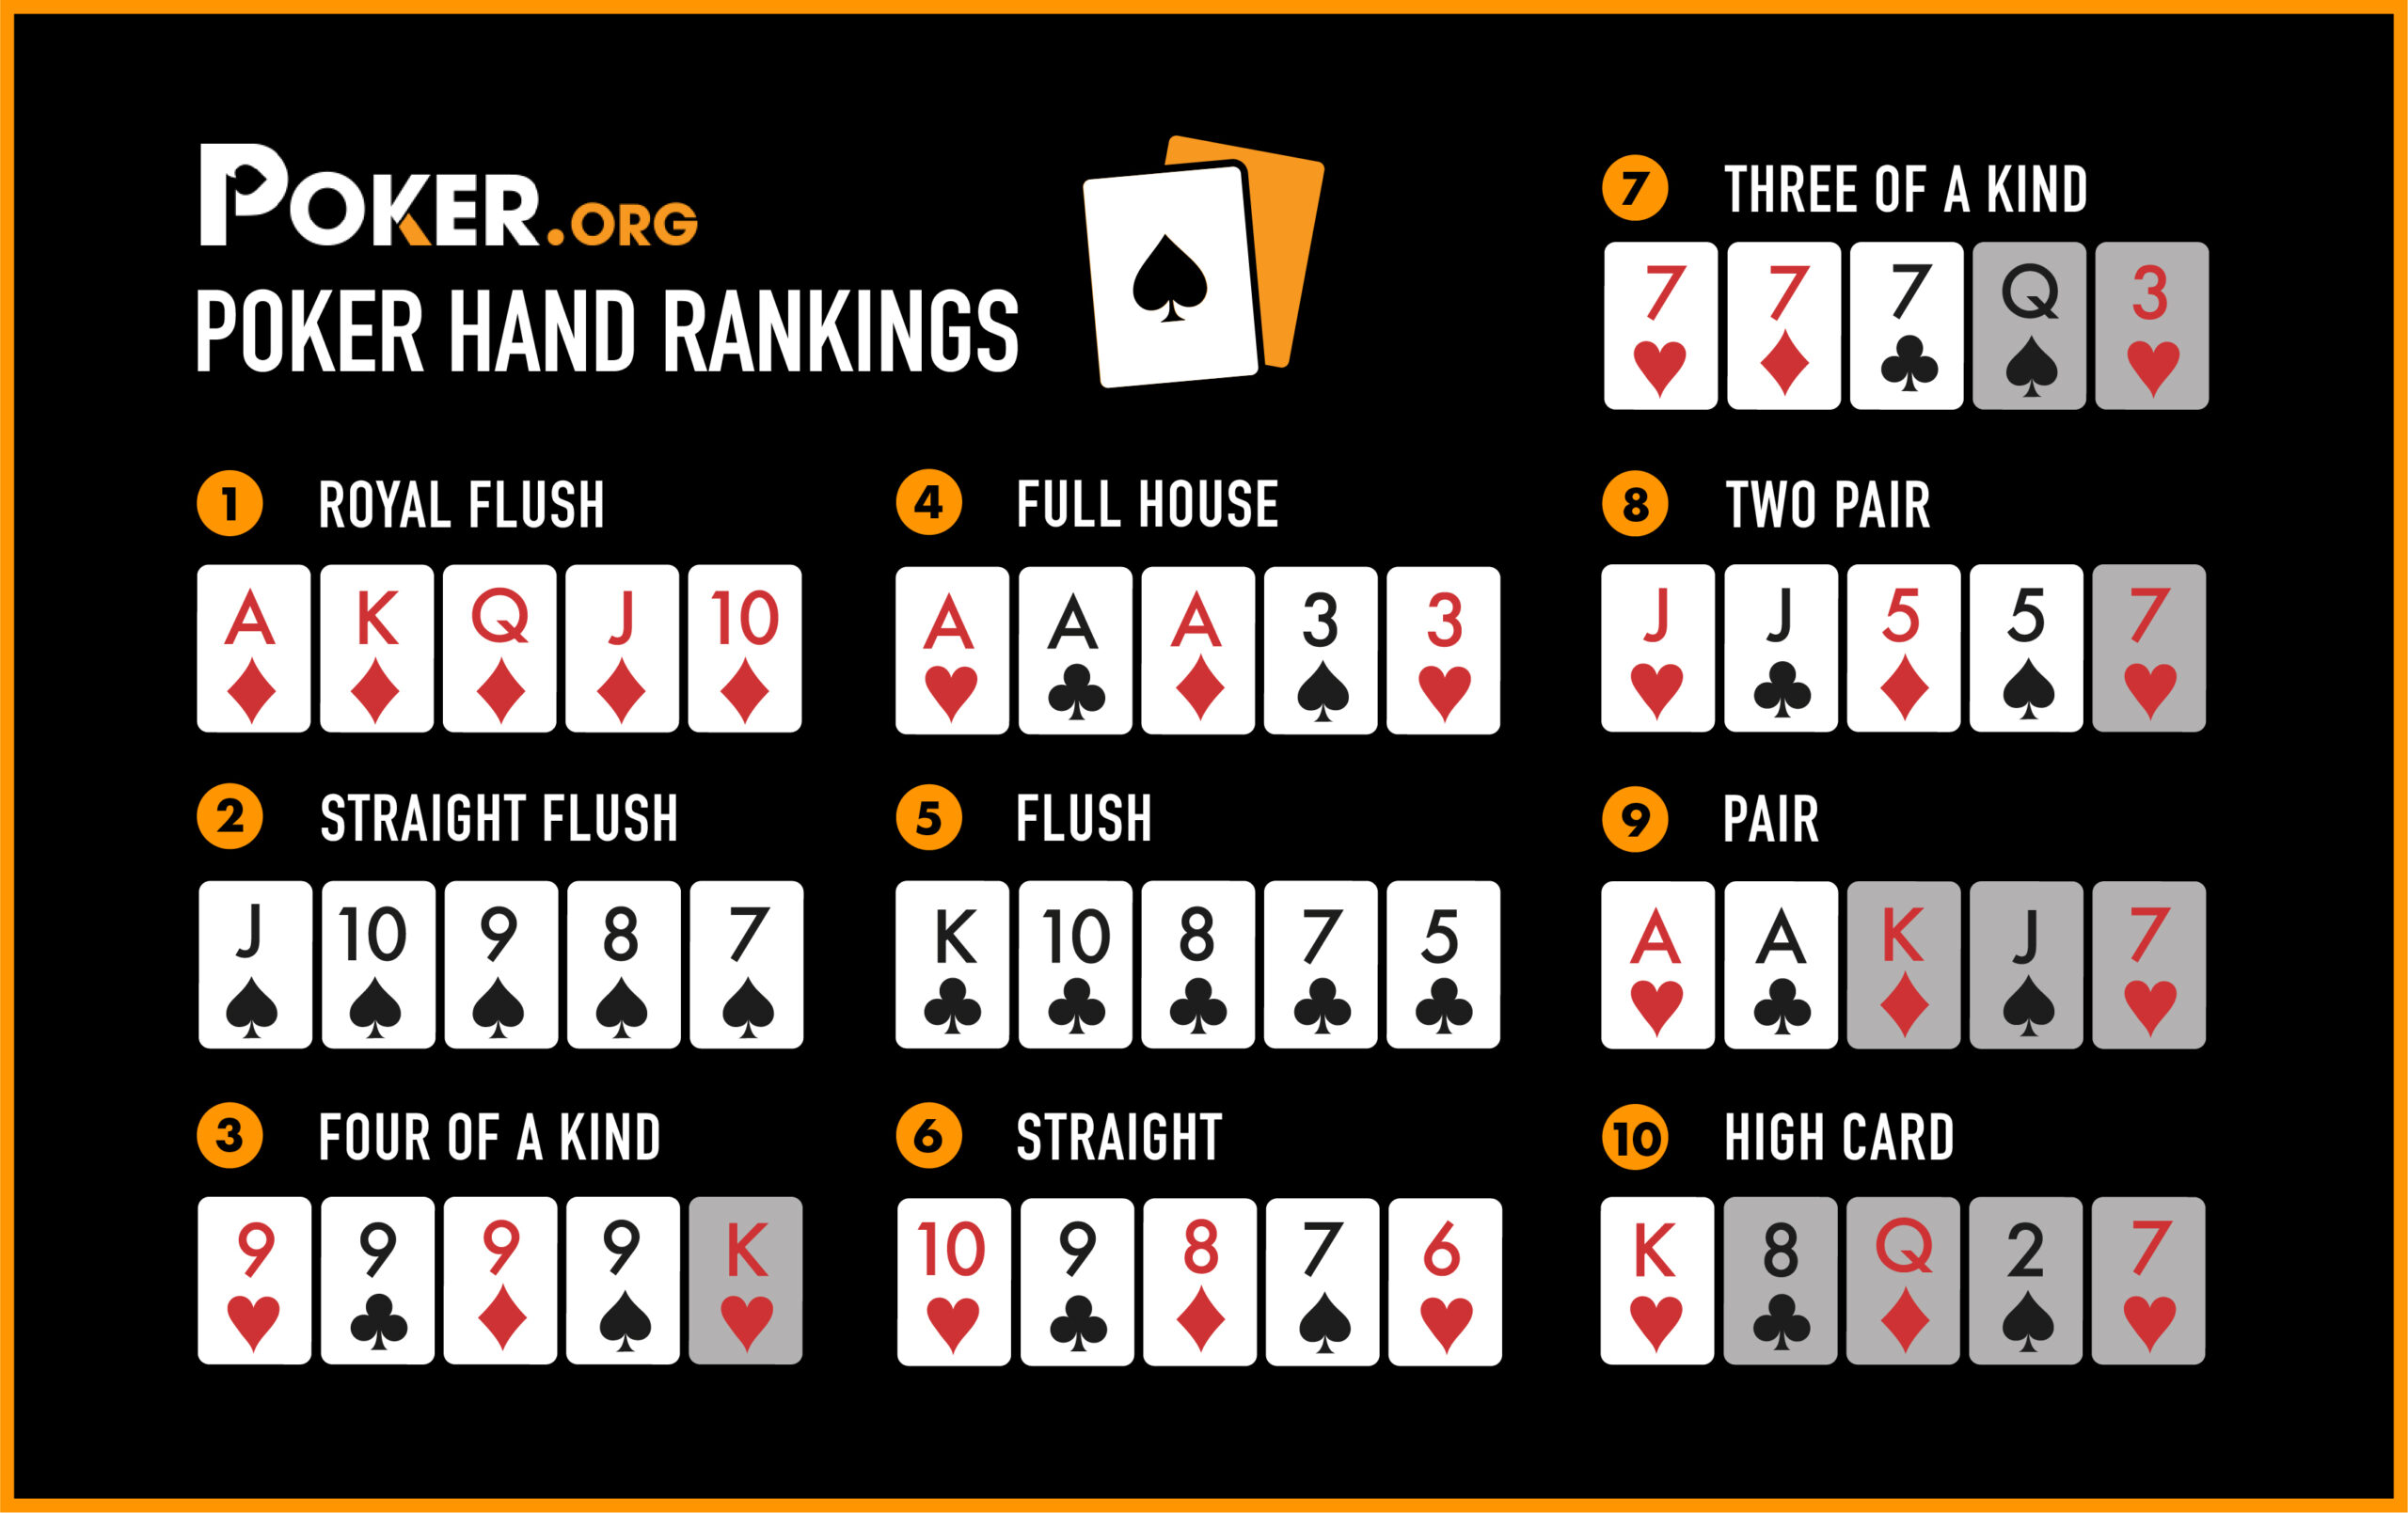 POKER.ORG
POKER HAND RANKINGS
1 ROYAL FLUSH
A K Q J 10
2 STRAIGHT FLUSH
J 10 9 8 7
3 FOUR OF A KIND
9 9 9 9 K
4 FULL HOUSE
A A A 3 3
5 FLUSH
K 10 8 7 5
6 STRAIGHT
10 9 8 7 6
7 THREE OF A KIND
7 7 7 Q 3
8 TWO PAIR
J J 5 5 7
9 PAIR
A A K J 7
10 HIGH CARD
K 8 Q 2 7